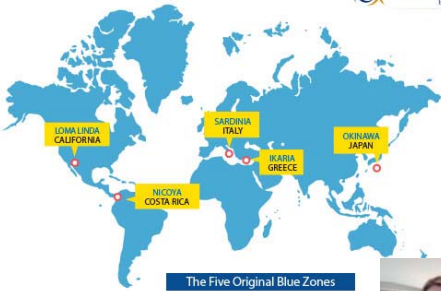 LOMA LINDA
CALIFORNIA
SARDINIA
ITALY
OKINAWA
JAPAN
IKARIA
GREECE
NICOYA
COSTA RICA
The Five Original Blue Zones